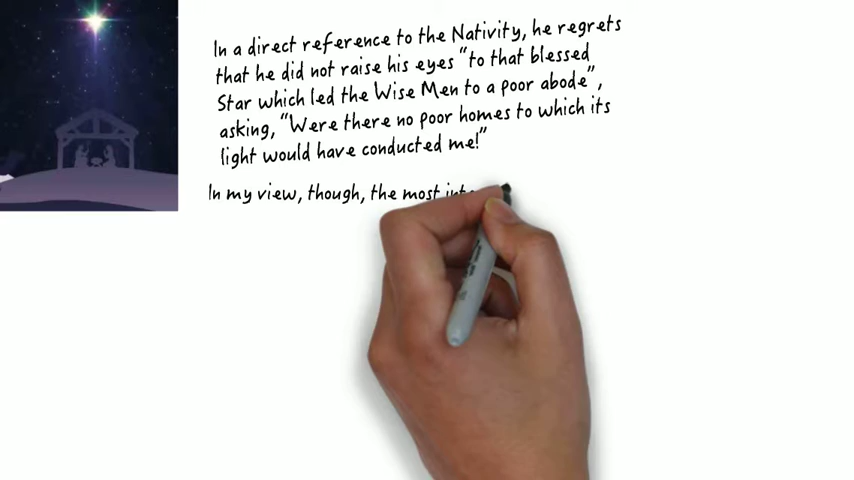 In a direct reference to the Nativity, he regrets
that he did not raise his eyes “to that blessed
Star which led the Wise Men to a poor abode”,
asking, “Were there no poor homes to which its
light would have conducted me!”
In my view, though, the most